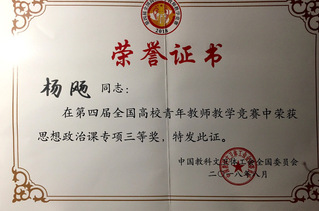 2018
荣誉证书
杨飏 同志：
在第四届全国高校青年教师教学竞赛中荣获
思想政治课专项三等奖，特发此证。
中国教科文卫体工会全国委员会
二〇一八年八月